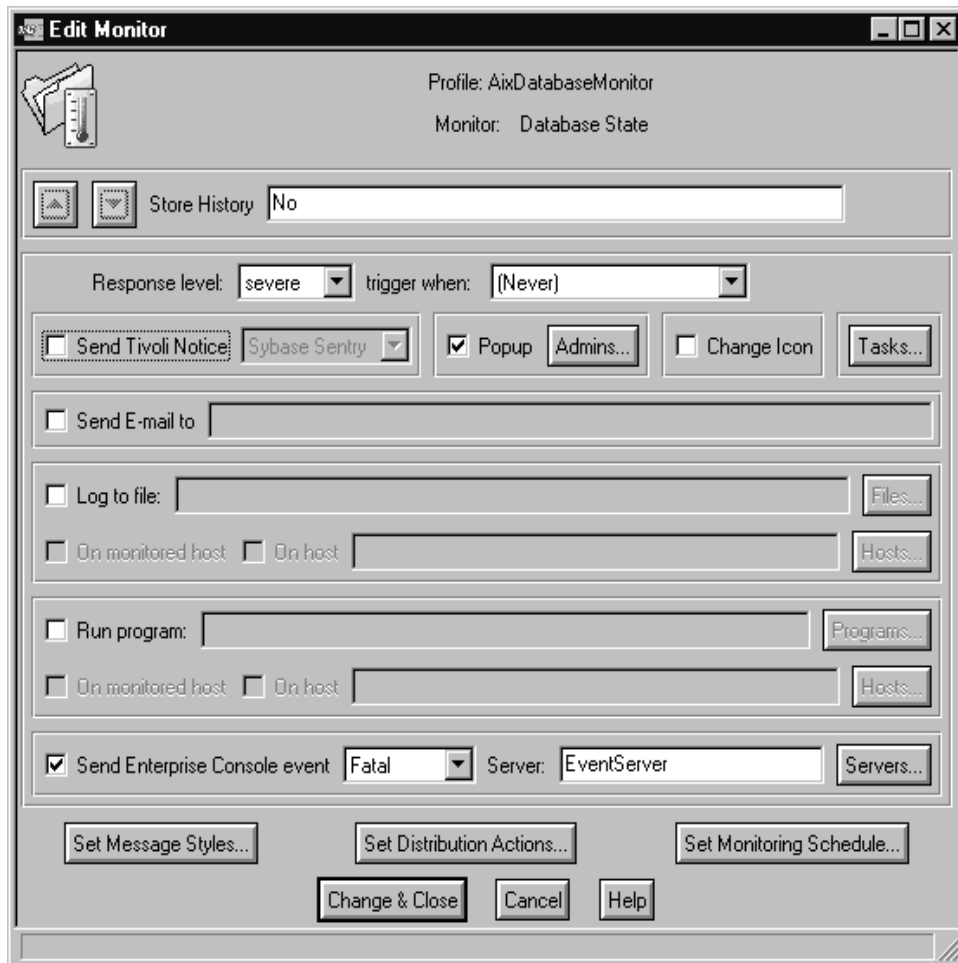 Edit Monitor
Profile: AixDatabaseMonitor
Monitor: Database State
Store History No
Response level: severe trigger when: (Never)
Send Tivoli Notice Sybase Sentry Popup Admins... Change Icon Tasks...
Send E-mail to
Log to file: Files...
On monitored host On host Hosts...
Run program: Programs...
On monitored host On host Hosts...
Send Enterprise Console event Fatal Server: EventServer Servers...
Set Message Styles... Set Distribution Actions... Set Monitoring Schedule...
Change & Close Cancel Help